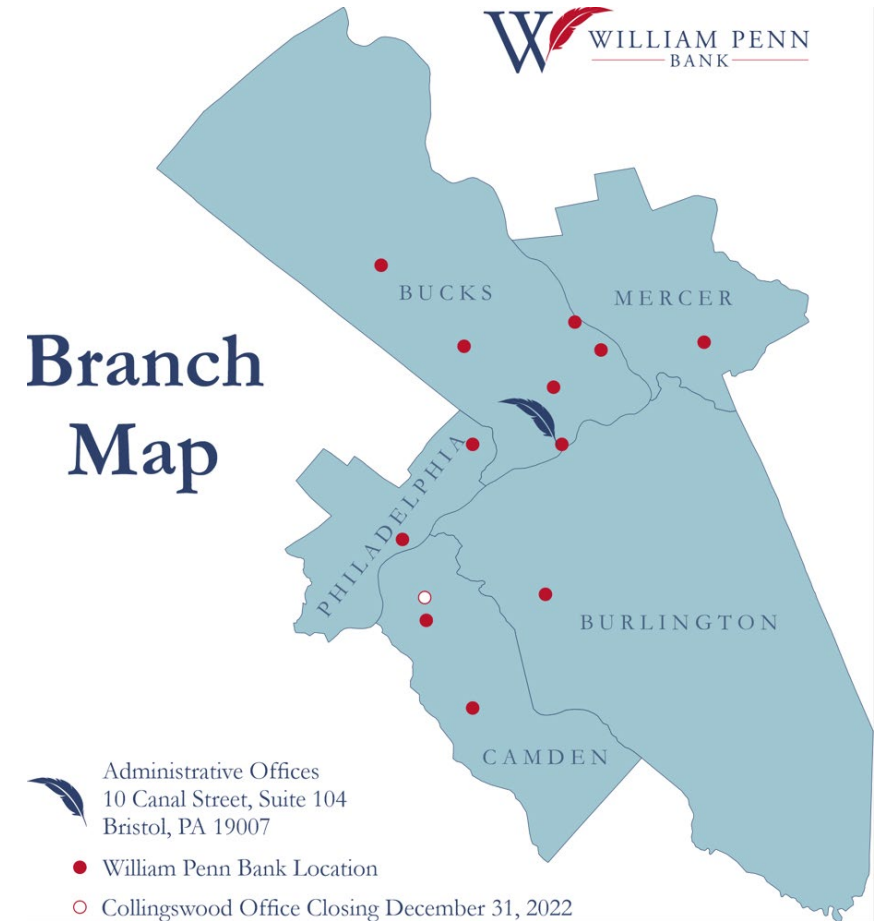 WILLIAM PENN
BANK
BUCKS
MERCER
Branch
Map
PHILADELPHIA
BURLINGTON
CAMDEN
Administrative Offices
10 Canal Street, Suite 104
Bristol, PA 19007
William Penn Bank Location
Collingswood Office Closing December 31, 2022